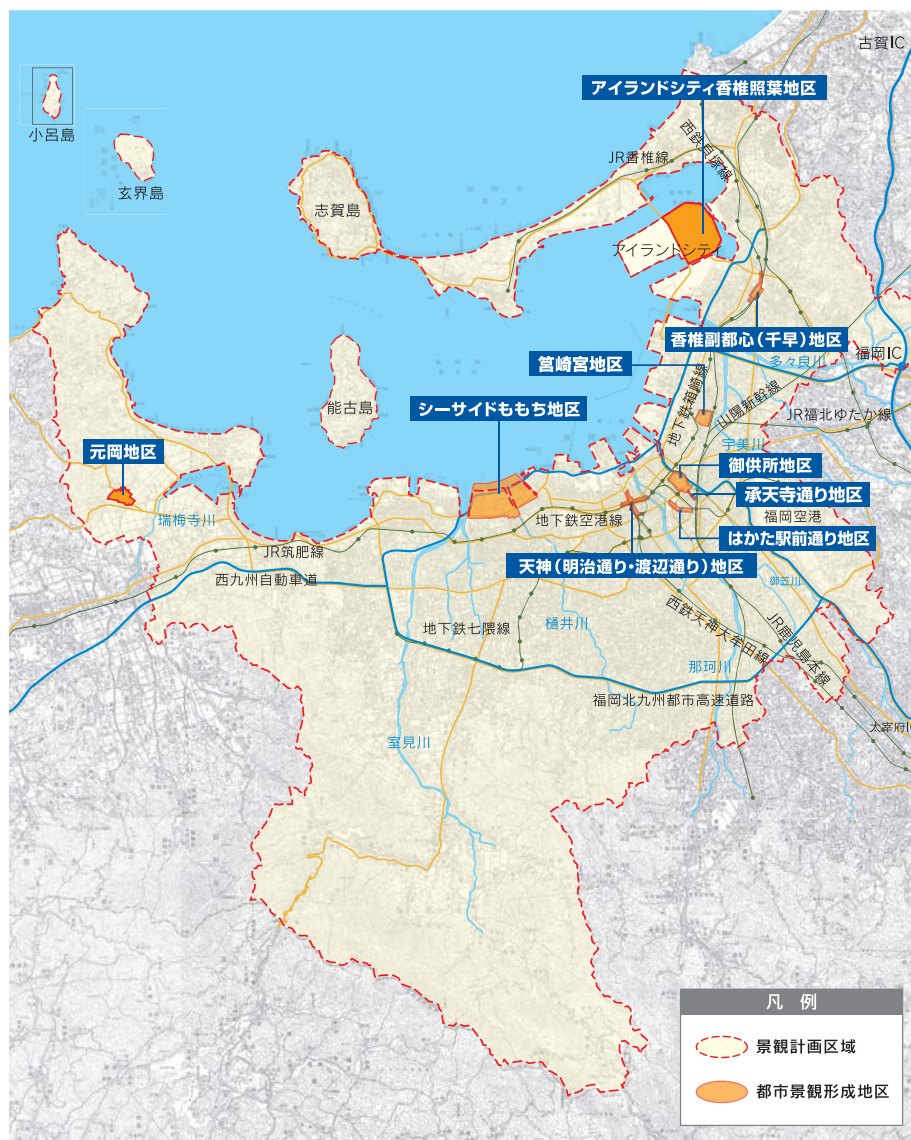 古賀IC
アイランドシティ香椎照葉地区
小呂島
西鉄貝塚線
JR香椎線
玄界島
志賀島
アイランドシティ
香椎副都心(千早)地区
福岡IC
筥崎宮地区
多々良川
地下鉄箱崎線
山陽新幹線
能古島
シーサイドももち地区
JR福北ゆたか線
宇美川
元岡地区
御供所地区
承天寺通り地区
瑞梅寺川
地下鉄空港線
福岡空港
はかた駅前通り地区
JR筑肥線
天神(明治通り・渡辺通り)地区
西九州自動車道
御笠川
西鉄天神大牟田線
JR鹿児島本線
地下鉄七隈線
樋井川
那珂川
福岡北九州都市高速道路
太宰府I
室見川
凡 例
景観計画区域
都市景観形成地区